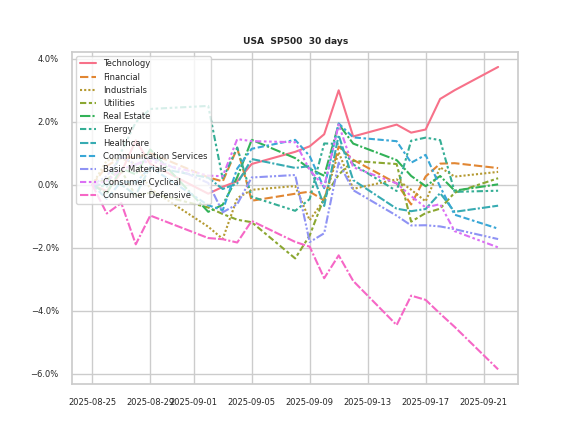 USA SP500 30 days
4.0%
2.0%
0.0%
−2.0%
−4.0%
−6.0%
Technology
Financial
Industrials
Utilities
Real Estate
Energy
Healthcare
Communication Services
Basic Materials
Consumer Cyclical
Consumer Defensive
2025-08-25
2025-08-29
2025-09-01
2025-09-05
2025-09-09
2025-09-13
2025-09-17
2025-09-21